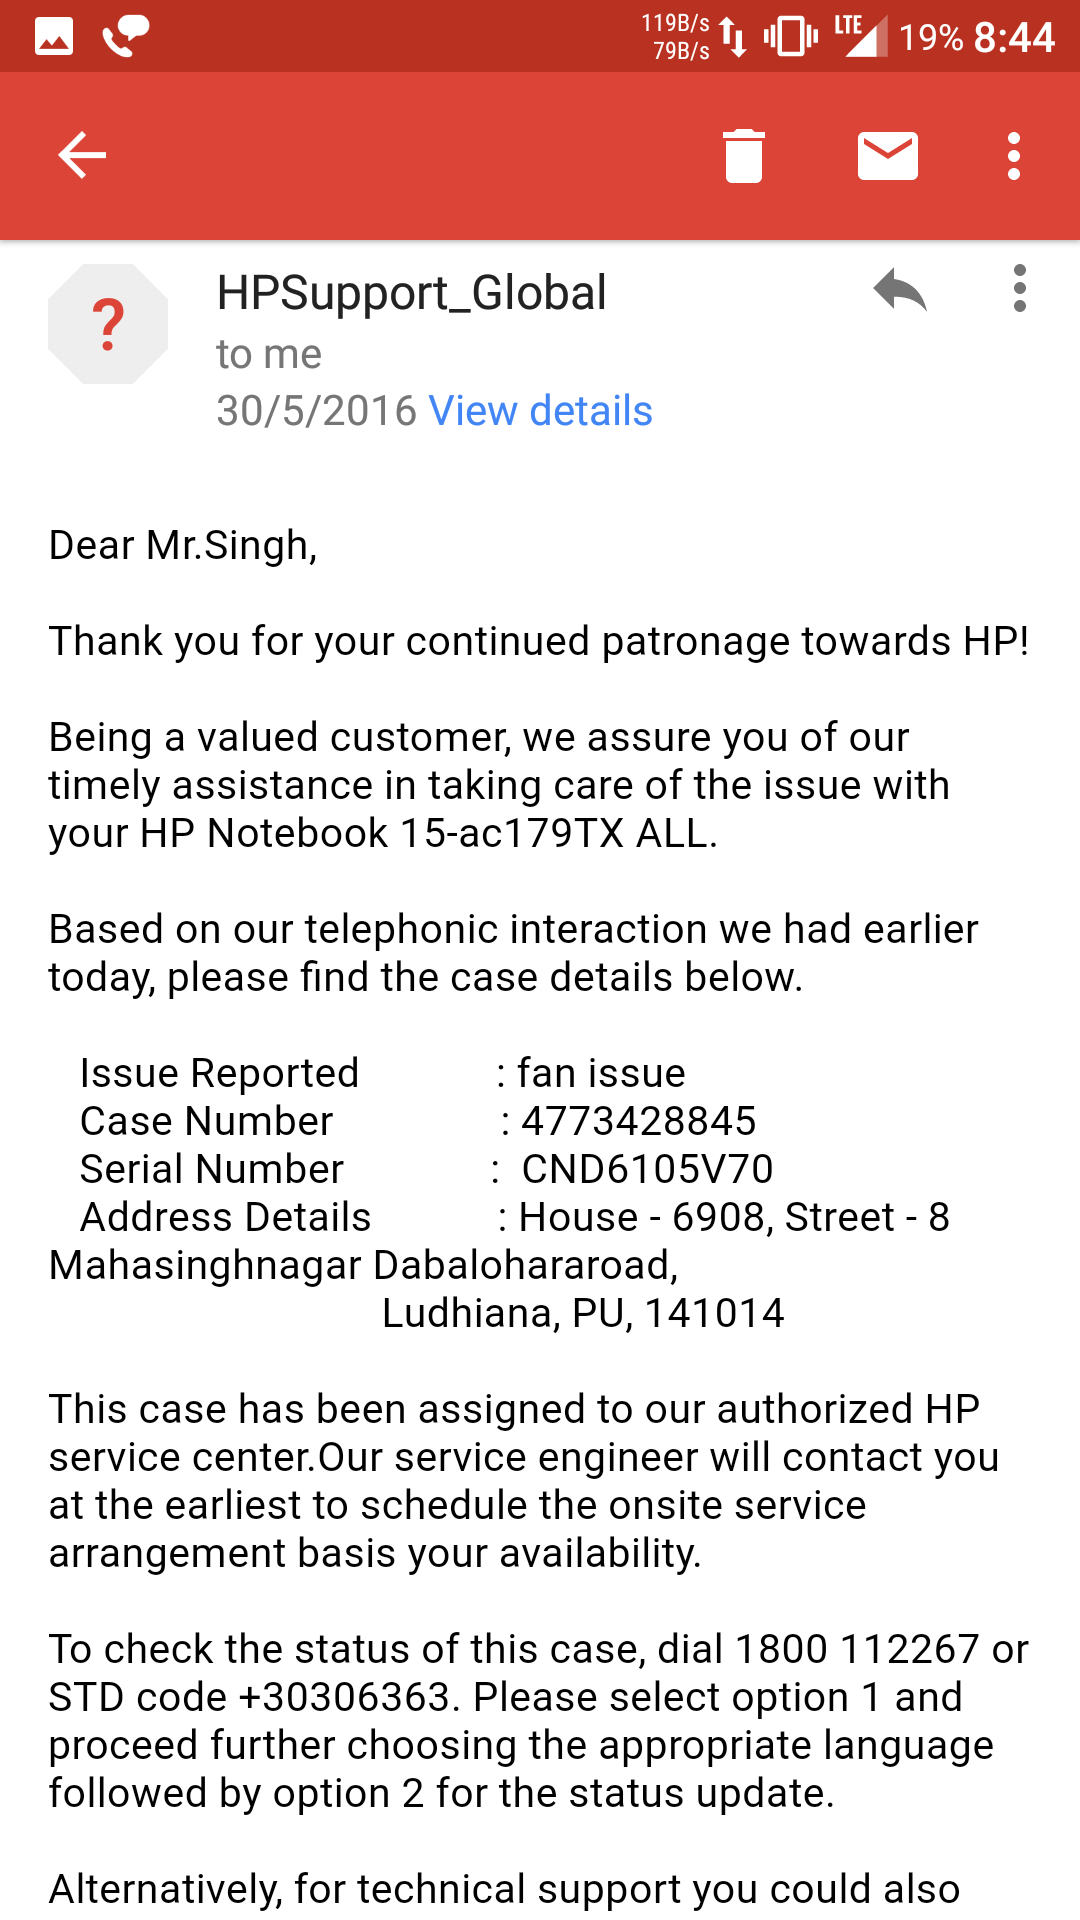 119B/s
79B/s
LTE
19% 8:44
?
HPSupport_Global
to me
30/5/2016 View details
Dear Mr.Singh,
Thank you for your continued patronage towards HP!
Being a valued customer, we assure you of our
timely assistance in taking care of the issue with
your HP Notebook 15-ac179TX ALL.
Based on our telephonic interaction we had earlier
today, please find the case details below.
Issue Reported : fan issue
Case Number : 4773428845
Serial Number : CND6105V70
Address Details : House - 6908, Street - 8
Mahasinghnagar Dabalohararoad,
Ludhiana, PU, 141014
This case has been assigned to our authorized HP
service center.Our service engineer will contact you
at the earliest to schedule the onsite service
arrangement basis your availability.
To check the status of this case, dial 1800 112267 or
STD code +30306363. Please select option 1 and
proceed further choosing the appropriate language
followed by option 2 for the status update.
Alternatively, for technical support you could also